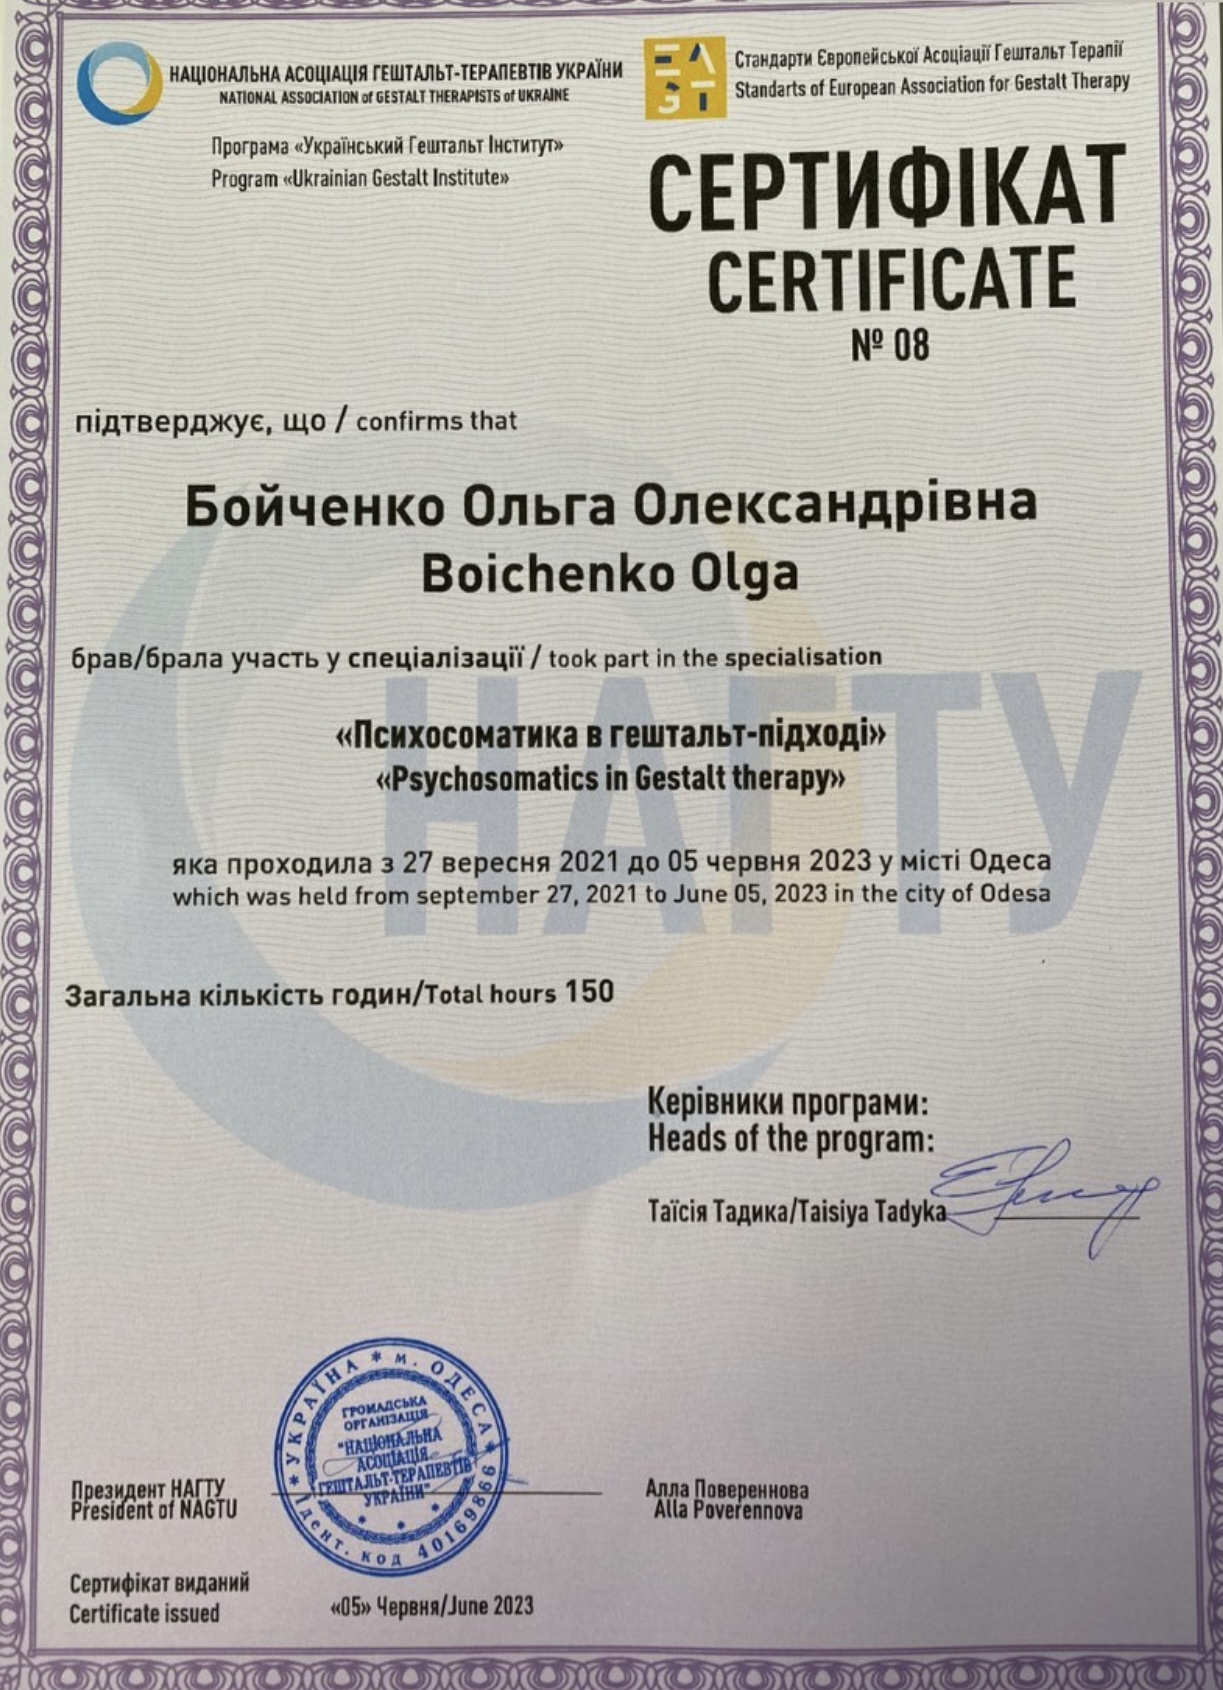 НАЦІОНАЛЬНА АСОЦІАЦІЯ ГЕШТАЛЬТ-ТЕРАПЕВТІВ УКРАЇНИ
NATIONAL ASSOCIATION of GESTALT THERAPISTS of UKRAINE
Програма «Український Гештальт Інститут»
Program «Ukrainian Gestalt Institute»
EAGT
Стандарти Європейської Асоціації Гештальт Терапії
Standarts of European Association for Gestalt Therapy
СЕРТИФІКАТ
CERTIFICATE
№ 08
підтверджує, що / confirms that
Бойченко Ольга Олександрівна
Boichenko Olga
брав/брала участь у спеціалізації / took part in the specialisation
НАГТУ
«Психосоматика в гештальт-підході»
«Psychosomatics in Gestalt therapy»
яка проходила з 27 вересня 2021 до 05 червня 2023 у місті Одеса
which was held from september 27, 2021 to June 05, 2023 in the city of Odesa
Загальна кількість годин/Total hours 150
Керівники програми:
Heads of the program:
Таїсія Тадика/Taisiya Tadyka
УКРАЇНА * м. ОДЕСА * Ідент. код 40169866 *
ГРОМАДСЬКА
ОРГАНІЗАЦІЯ
"НАЦІОНАЛЬНА
АСОЦІАЦІЯ
ГЕШТАЛЬТ-ТЕРАПЕВТІВ
УКРАЇНИ"
Президент НАГТУ
President of NAGTU
Алла Повереннова
Alla Poverennova
Сертифікат виданий
Certificate issued
«05» Червня/June 2023